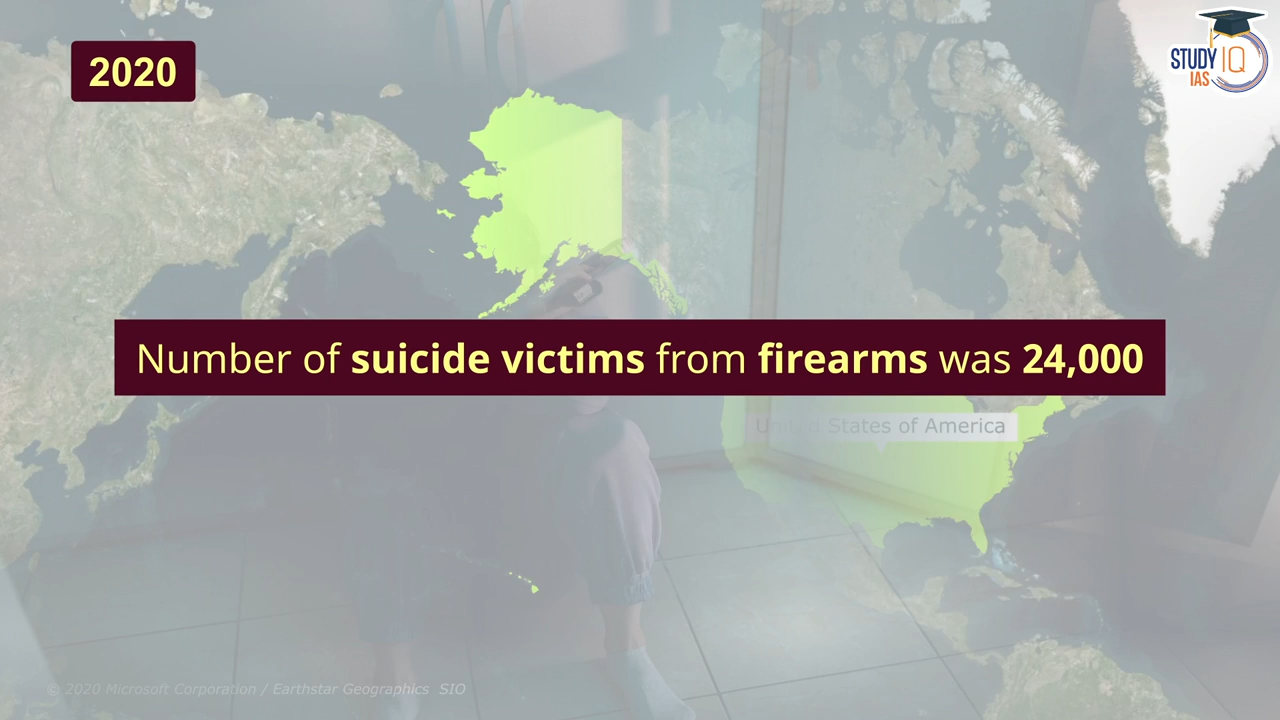 2020
STUDY IQ
IAS
Number of suicide victims from firearms was 24,000
United States of America
© 2020 Microsoft Corporation / Earthstar Geographics SIO